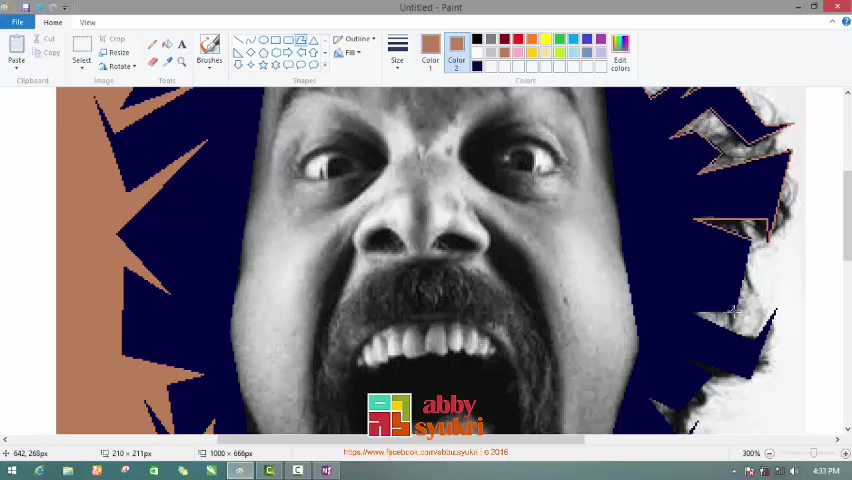 Untitled - Paint
File Home View
Cut
Copy
Paste
Clipboard
Crop
Resize
Rotate
Select
Image
Tools
Brushes
Outline
Fill
Shapes
Size
Color 1
Color 2
Edit colors
Colors
abby
syukri
https://www.facebook.com/abbu.syukri | © 2016
642, 268px
210 × 211px
1000 × 666px
300%
4:33 PM